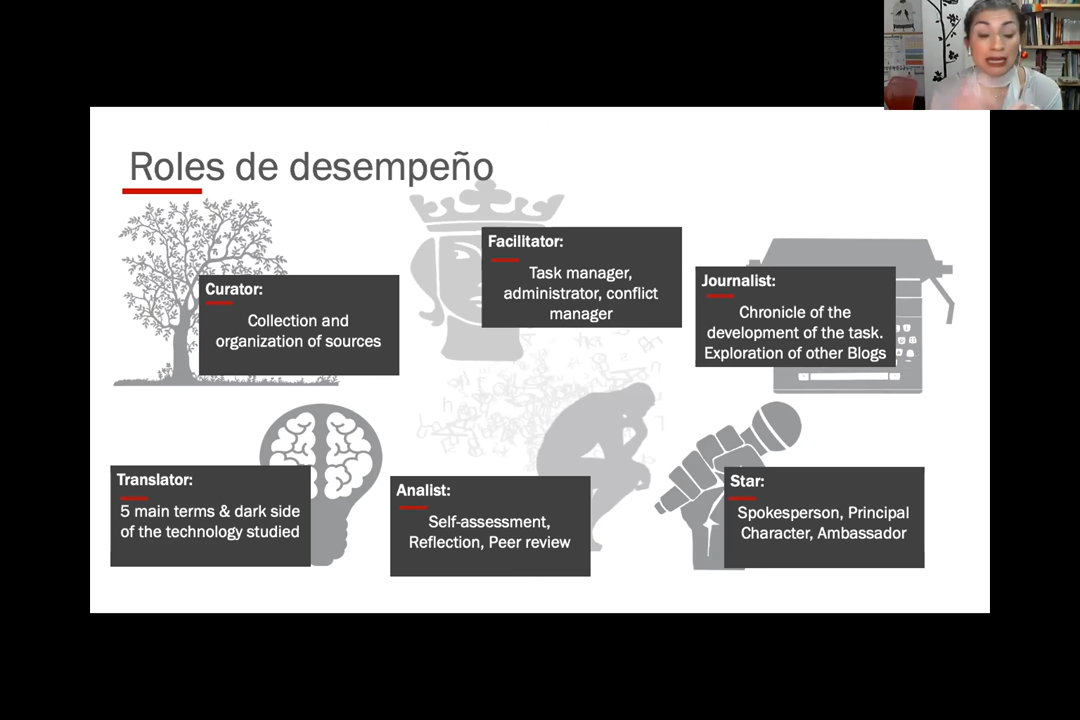 Roles de desempeño
Facilitator:
Task manager,
administrator, conflict
manager
Curator:
Collection and
organization of sources
Journalist:
Chronicle of the
development of the task.
Exploration of other Blogs
Translator:
5 main terms & dark side
of the technology studied
Analist:
Self-assessment,
Reflection, Peer review
Star:
Spokesperson, Principal
Character, Ambassador